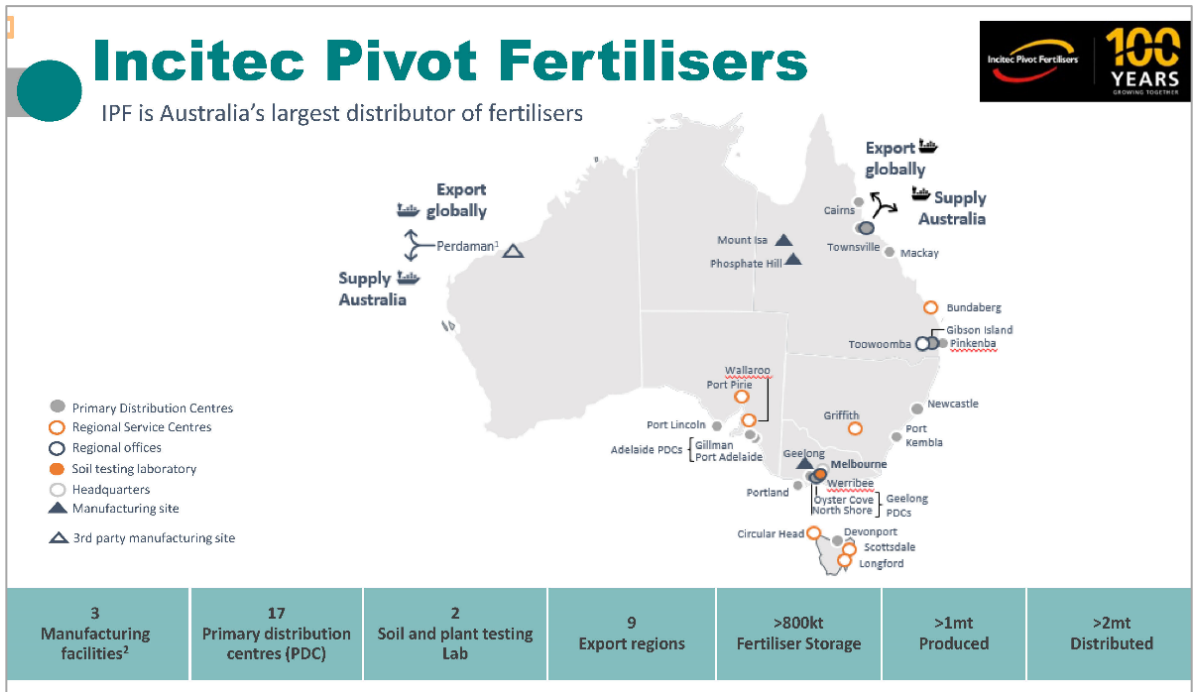 Incitec Pivot Fertilisers
IPF is Australia's largest distributor of fertilisers
Incitec Pivot Fertilisers
100
YEARS
GROWING TOGETHER
Export
globally
Supply
Australia
Export
globally
Perdaman¹
Supply
Australia
Cairns
Townsville
Mackay
Mount Isa
Phosphate Hill
Bundaberg
Gibson Island
Toowoomba
Pinkenba
Wallaroo
Port Pirie
Port Lincoln
Adelaide PDCs
Gillman
Port Adelaide
Griffith
Newcastle
Port
Kembla
Geelong
Melbourne
Werribee
Portland
Oyster Cove
North Shore
Geelong
PDCs
Circular Head
Devonport
Scottsdale
Longford
Primary Distribution Centres
Regional Service Centres
Regional offices
Soil testing laboratory
Headquarters
Manufacturing site
3rd party manufacturing site
3
Manufacturing
facilities²
17
Primary distribution
centres (PDC)
2
Soil and plant testing
Lab
9
Export regions
>800kt
Fertiliser Storage
>1mt
Produced
>2mt
Distributed